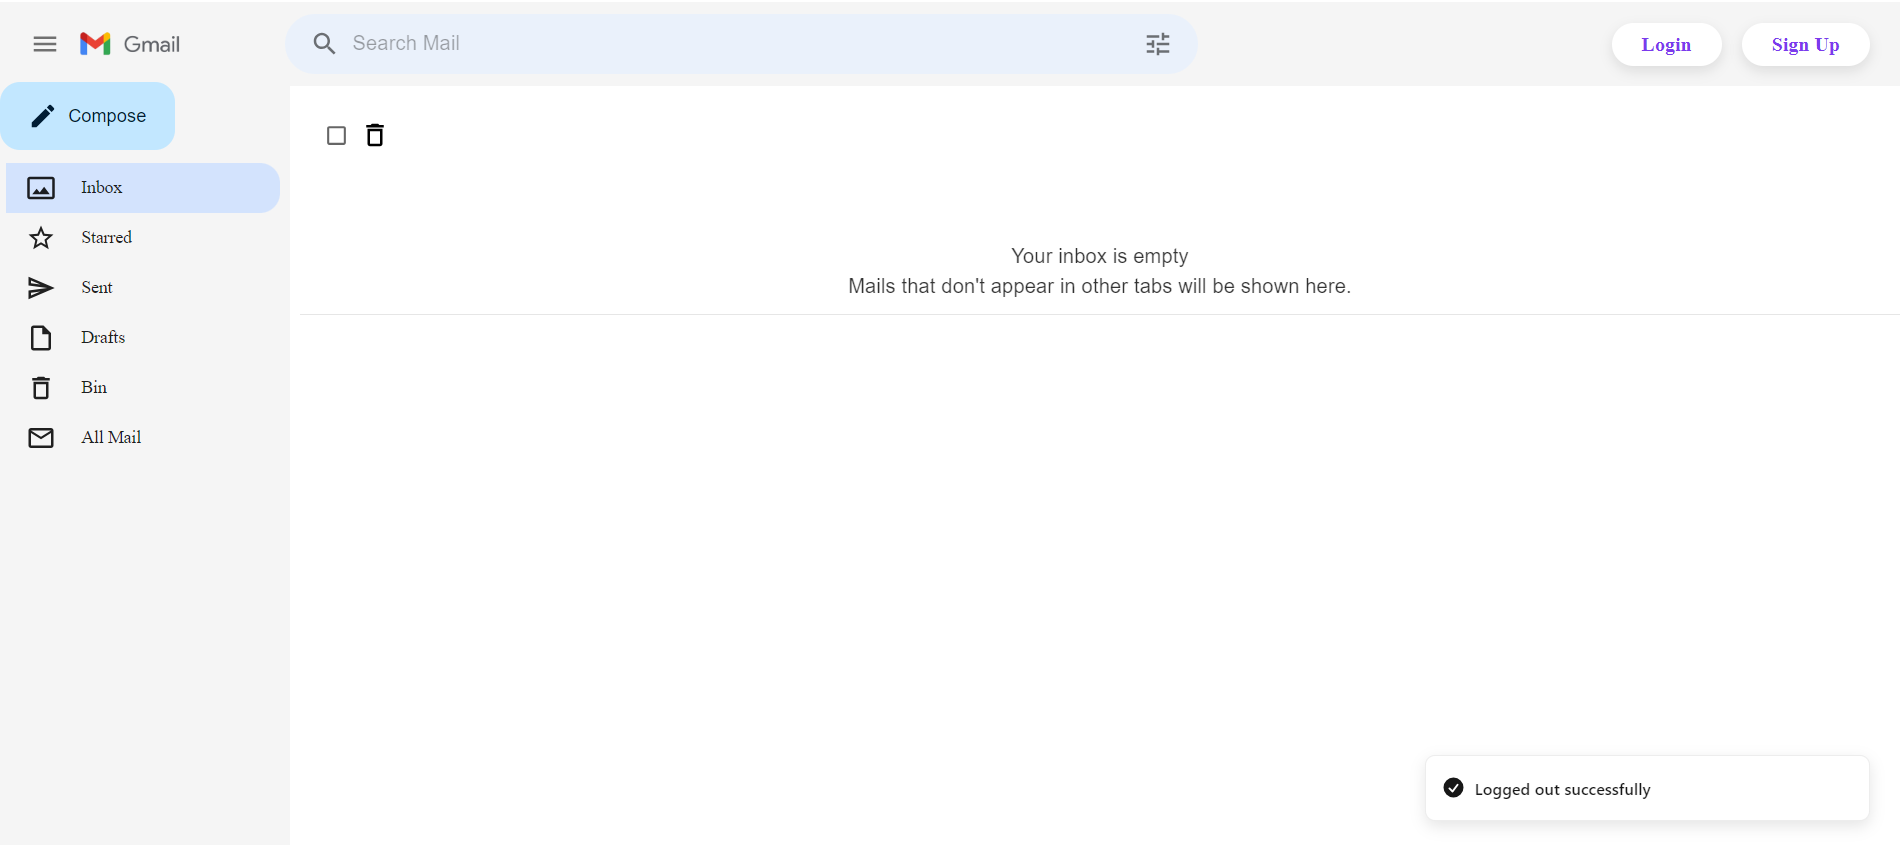 Gmail
Search Mail
Login
Sign Up
Compose
Inbox
Starred
Sent
Drafts
Bin
All Mail
Your inbox is empty
Mails that don't appear in other tabs will be shown here.
Logged out successfully